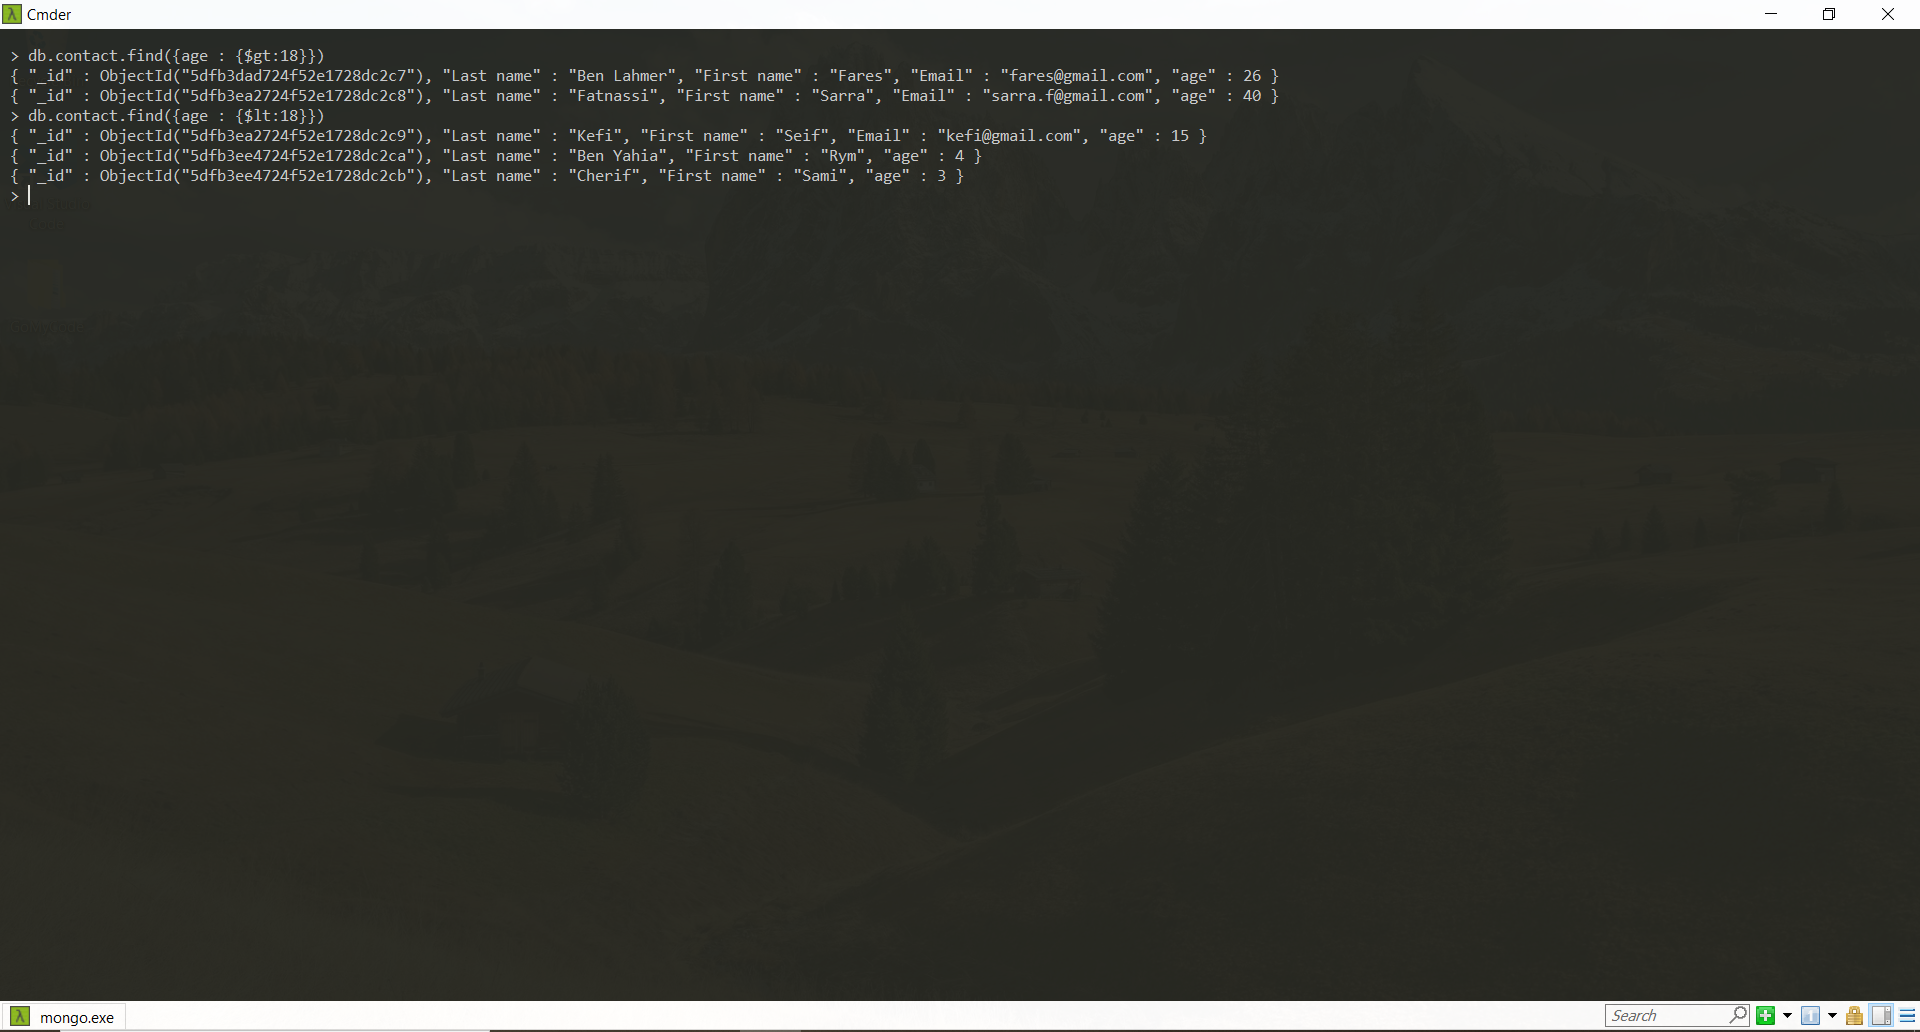 Cmder
> db.contact.find({age : {$gt:18}})
{ "_id" : ObjectId("5dfb3dad724f52e1728dc2c7"), "Last name" : "Ben Lahmer", "First name" : "Fares", "Email" : "fares@gmail.com", "age" : 26 }
{ "_id" : ObjectId("5dfb3ea2724f52e1728dc2c8"), "Last name" : "Fatnassi", "First name" : "Sarra", "Email" : "sarra.f@gmail.com", "age" : 40 }
> db.contact.find({age : {$lt:18}})
{ "_id" : ObjectId("5dfb3ea2724f52e1728dc2c9"), "Last name" : "Kefi", "First name" : "Seif", "Email" : "kefi@gmail.com", "age" : 15 }
{ "_id" : ObjectId("5dfb3ee4724f52e1728dc2ca"), "Last name" : "Ben Yahia", "First name" : "Rym", "age" : 4 }
{ "_id" : ObjectId("5dfb3ee4724f52e1728dc2cb"), "Last name" : "Cherif", "First name" : "Sami", "age" : 3 }
>
mongo.exe
Search